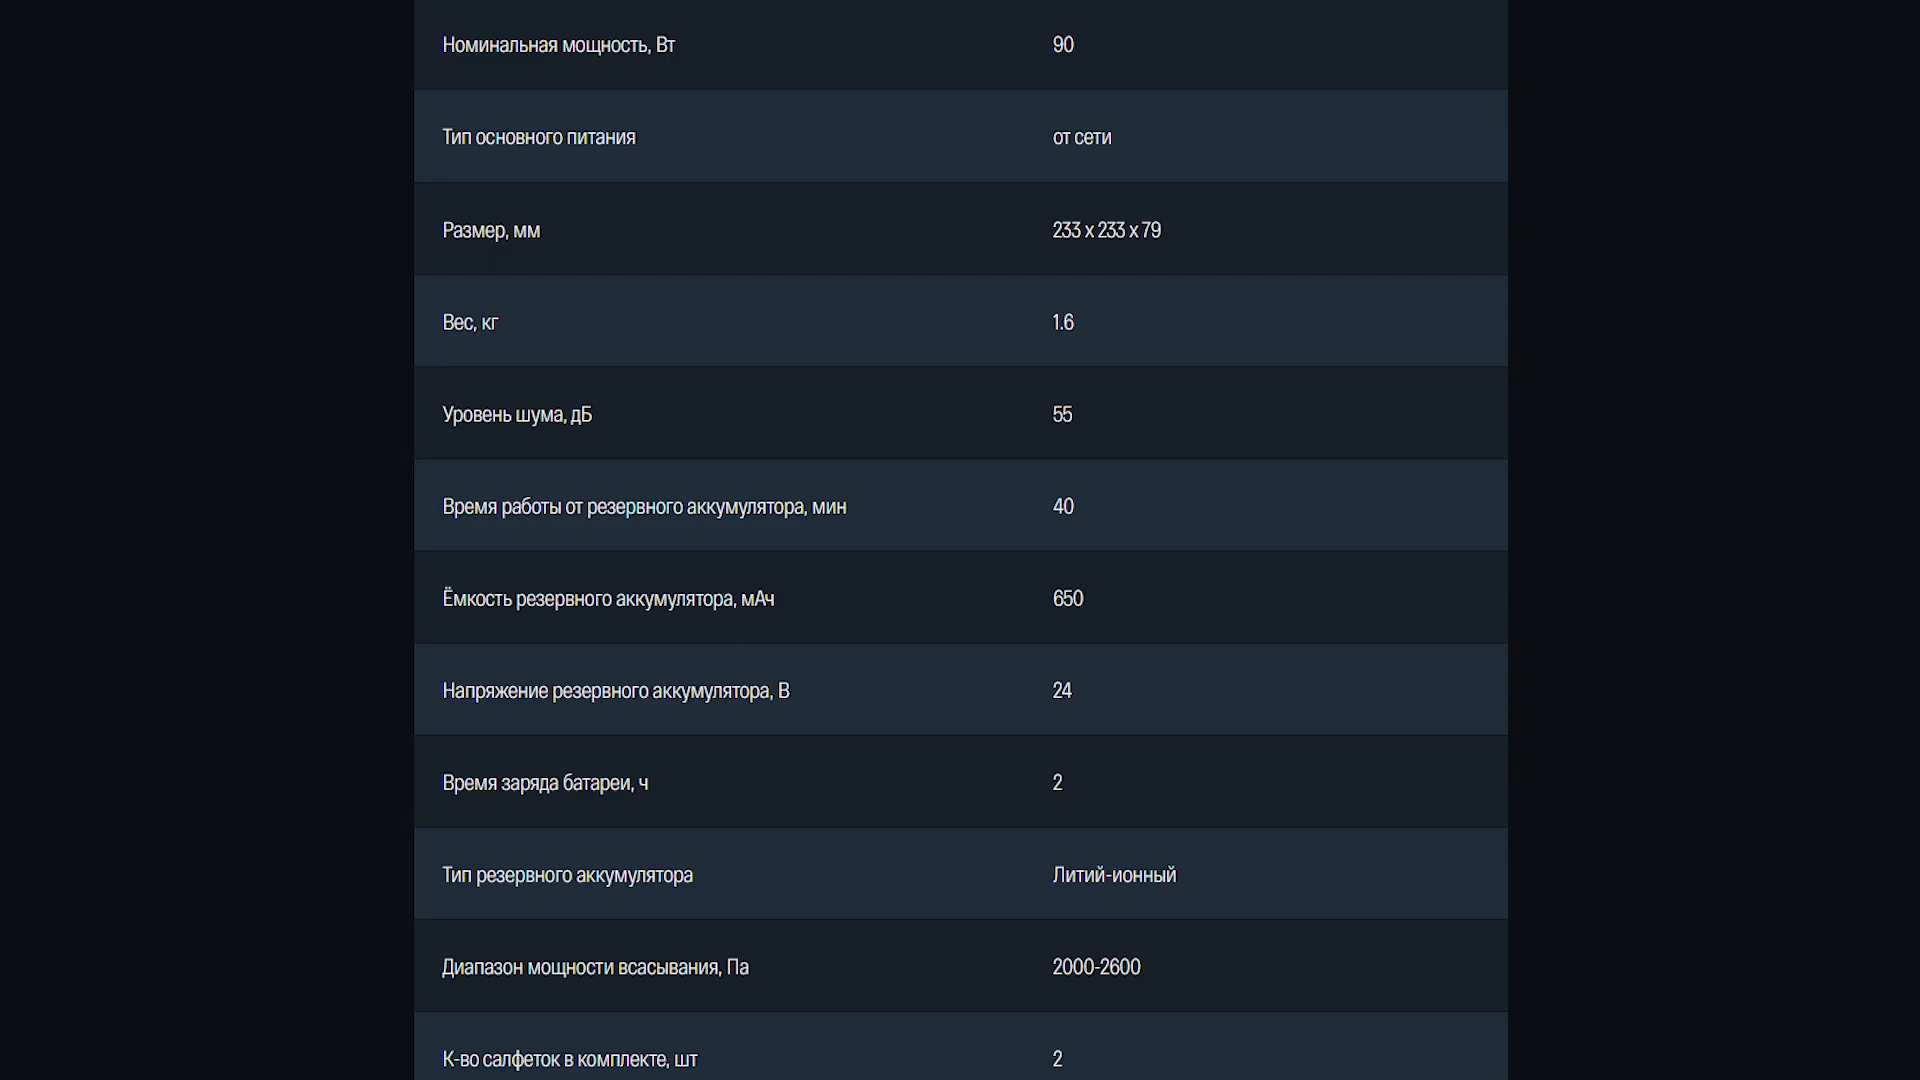 Номинальная мощность, Вт 90
Тип основного питания от сети
Размер, мм 233 x 233 x 79
Вес, кг 1.6
Уровень шума, дБ 55
Время работы от резервного аккумулятора, мин 40
Ёмкость резервного аккумулятора, мАч 650
Напряжение резервного аккумулятора, В 24
Время заряда батареи, ч 2
Тип резервного аккумулятора Литий-ионный
Диапазон мощности всасывания, Па 2000-2600
К-во салфеток в комплекте, шт 2